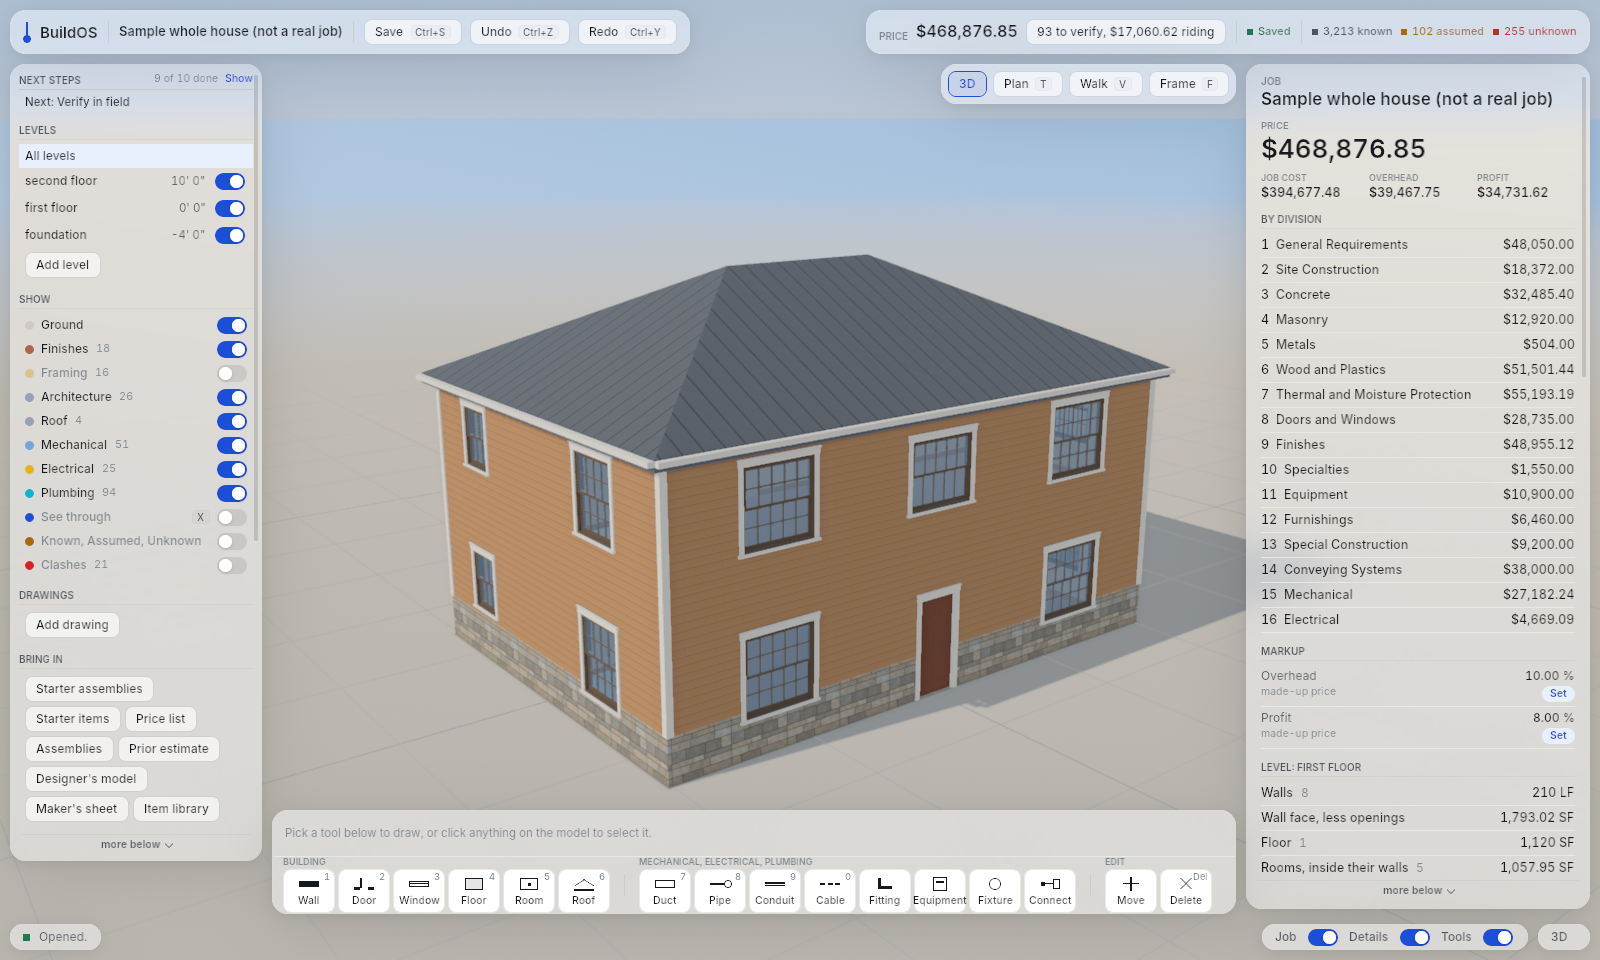 BuildOS Sample whole house (not a real job) Save Ctrl+S Undo Ctrl+Z Redo Ctrl+Y
PRICE $468,876.85 93 to verify, $17,060.62 riding Saved 3,213 known 102 assumed 255 unknown
3D Plan T Walk V Frame F
NEXT STEPS 9 of 10 done Show
Next: Verify in field
LEVELS
All levels
second floor 10' 0"
first floor 0' 0"
foundation -4' 0"
Add level
SHOW
Ground
Finishes 18
Framing 16
Architecture 26
Roof 4
Mechanical 51
Electrical 25
Plumbing 94
See through X
Known, Assumed, Unknown
Clashes 21
DRAWINGS
Add drawing
BRING IN
Starter assemblies
Starter items Price list
Assemblies Prior estimate
Designer's model
Maker's sheet Item library
more below
Opened.
Pick a tool below to draw, or click anything on the model to select it.
BUILDING MECHANICAL, ELECTRICAL, PLUMBING EDIT
1 2 3 4 5 6 7 8 9 0 Del
Wall Door Window Floor Room Roof Duct Pipe Conduit Cable Fitting Equipment Fixture Connect Move Delete
JOB
Sample whole house (not a real job)
PRICE
$468,876.85
JOB COST OVERHEAD PROFIT
$394,677.48 $39,467.75 $34,731.62
BY DIVISION
1 General Requirements $48,050.00
2 Site Construction $18,372.00
3 Concrete $32,485.40
4 Masonry $12,920.00
5 Metals $504.00
6 Wood and Plastics $51,501.44
7 Thermal and Moisture Protection $55,193.19
8 Doors and Windows $28,735.00
9 Finishes $48,955.12
10 Specialties $1,550.00
11 Equipment $10,900.00
12 Furnishings $6,460.00
13 Special Construction $9,200.00
14 Conveying Systems $38,000.00
15 Mechanical $27,182.24
16 Electrical $4,669.09
MARKUP
Overhead 10.00 %
made-up price Set
Profit 8.00 %
made-up price Set
LEVEL: FIRST FLOOR
Walls 8 210 LF
Wall face, less openings 1,793.02 SF
Floor 1 1,120 SF
Rooms, inside their walls 5 1,057.95 SF
more below
Job Details Tools 3D